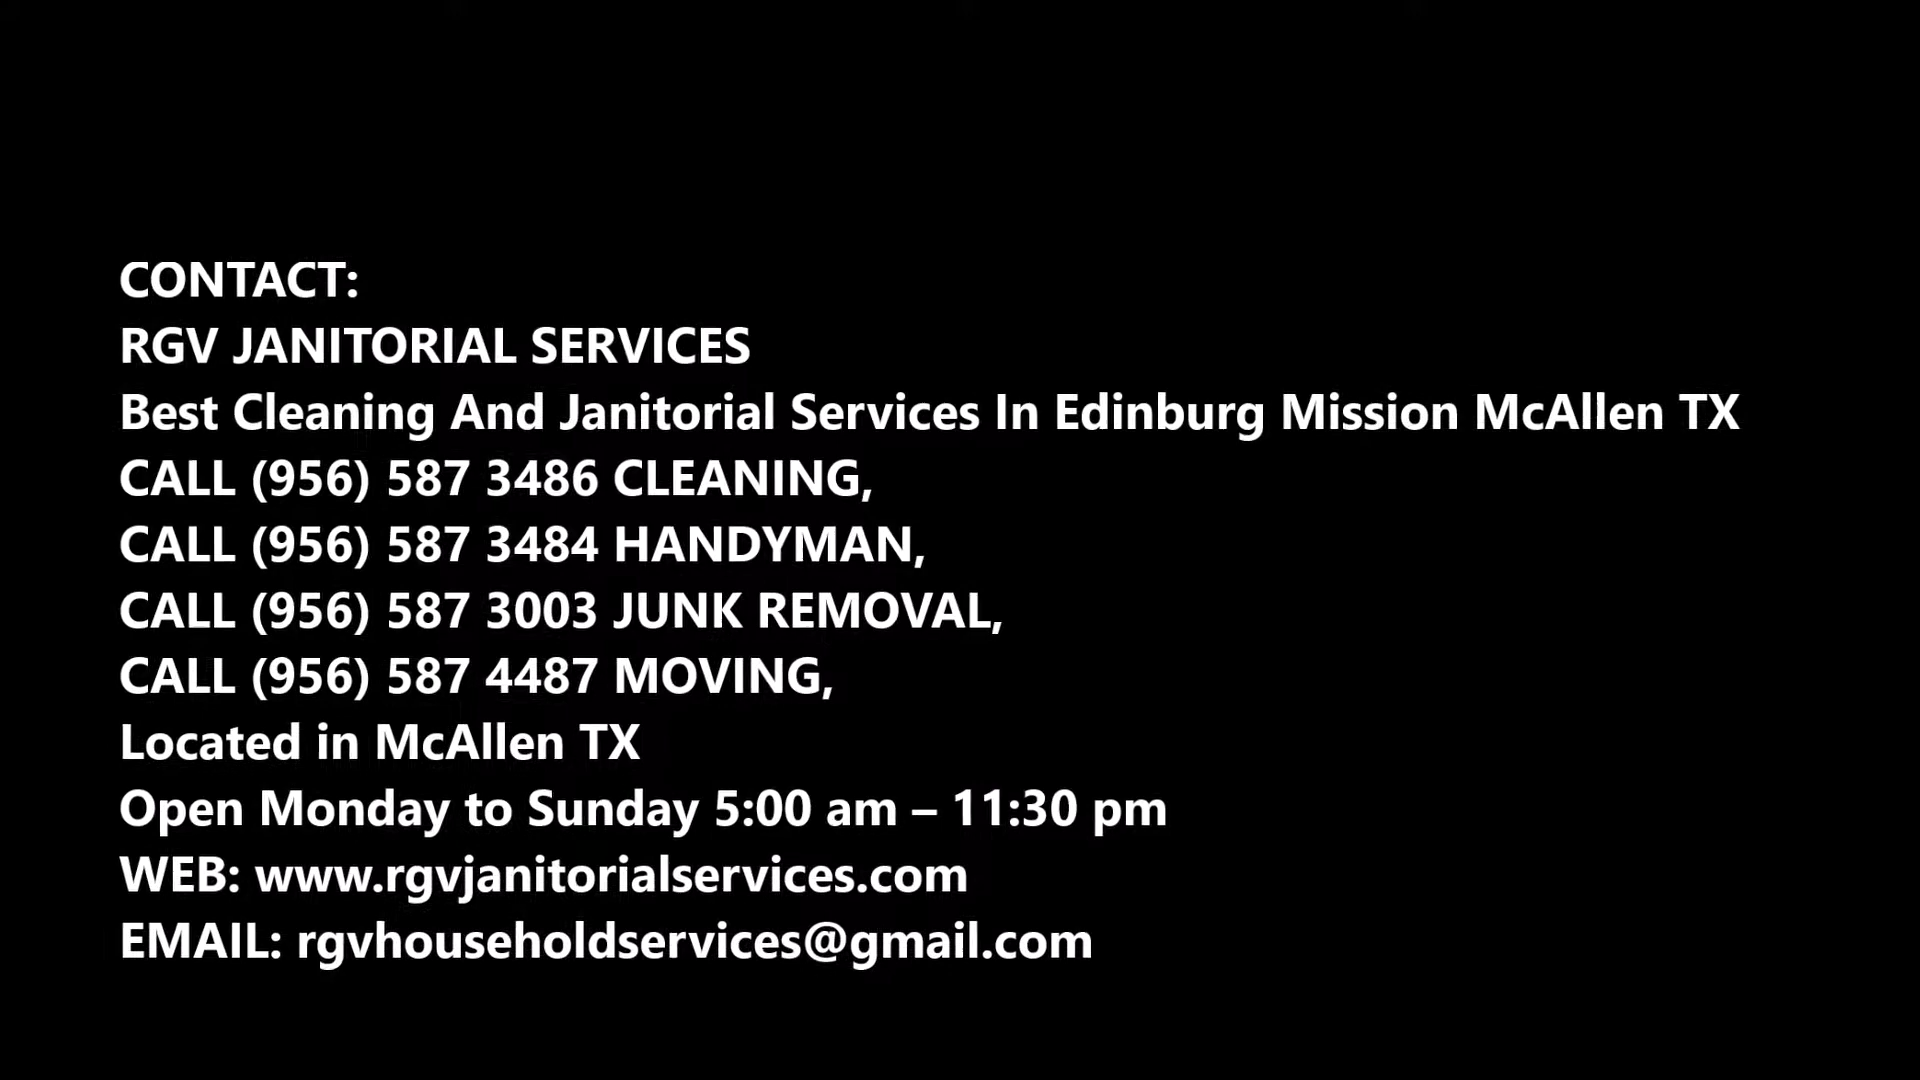 CONTACT:
RGV JANITORIAL SERVICES
Best Cleaning And Janitorial Services In Edinburg Mission McAllen TX
CALL (956) 587 3486 CLEANING,
CALL (956) 587 3484 HANDYMAN,
CALL (956) 587 3003 JUNK REMOVAL,
CALL (956) 587 4487 MOVING,
Located in McAllen TX
Open Monday to Sunday 5:00 am – 11:30 pm
WEB: www.rgvjanitorialservices.com
EMAIL: rgvhouseholdservices@gmail.com